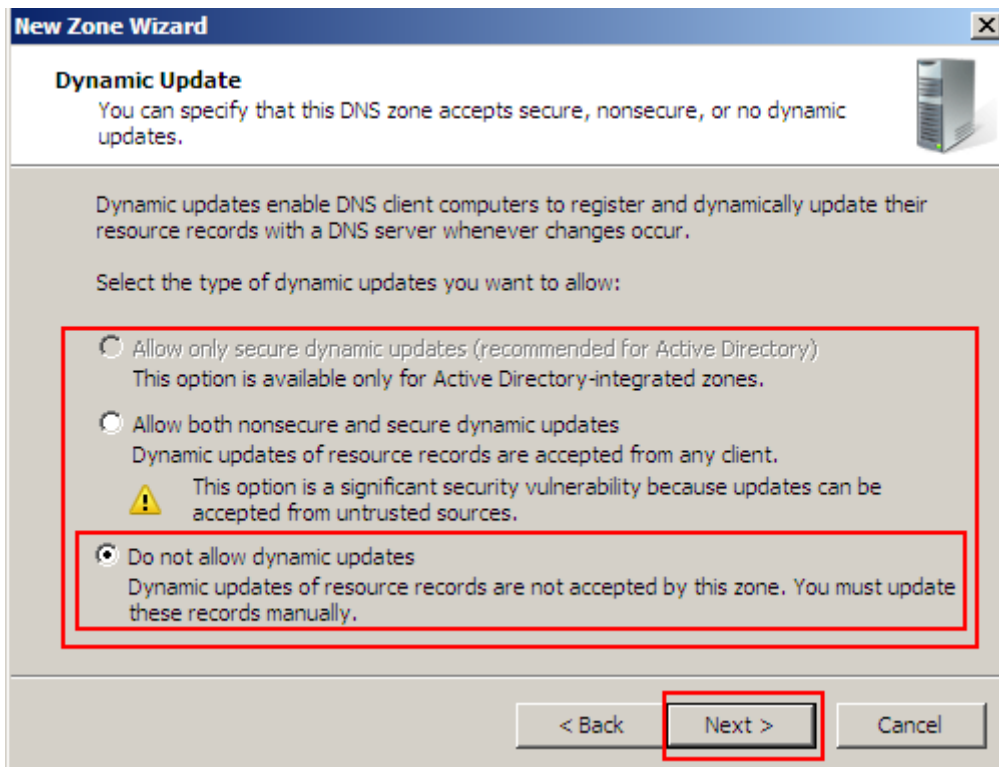 New Zone Wizard
Dynamic Update
You can specify that this DNS zone accepts secure, nonsecure, or no dynamic
updates.
Dynamic updates enable DNS client computers to register and dynamically update their
resource records with a DNS server whenever changes occur.
Select the type of dynamic updates you want to allow:
Allow only secure dynamic updates (recommended for Active Directory)
This option is available only for Active Directory-integrated zones.
Allow both nonsecure and secure dynamic updates
Dynamic updates of resource records are accepted from any client.
This option is a significant security vulnerability because updates can be
accepted from untrusted sources.
Do not allow dynamic updates
Dynamic updates of resource records are not accepted by this zone. You must update
these records manually.
< Back Next > Cancel